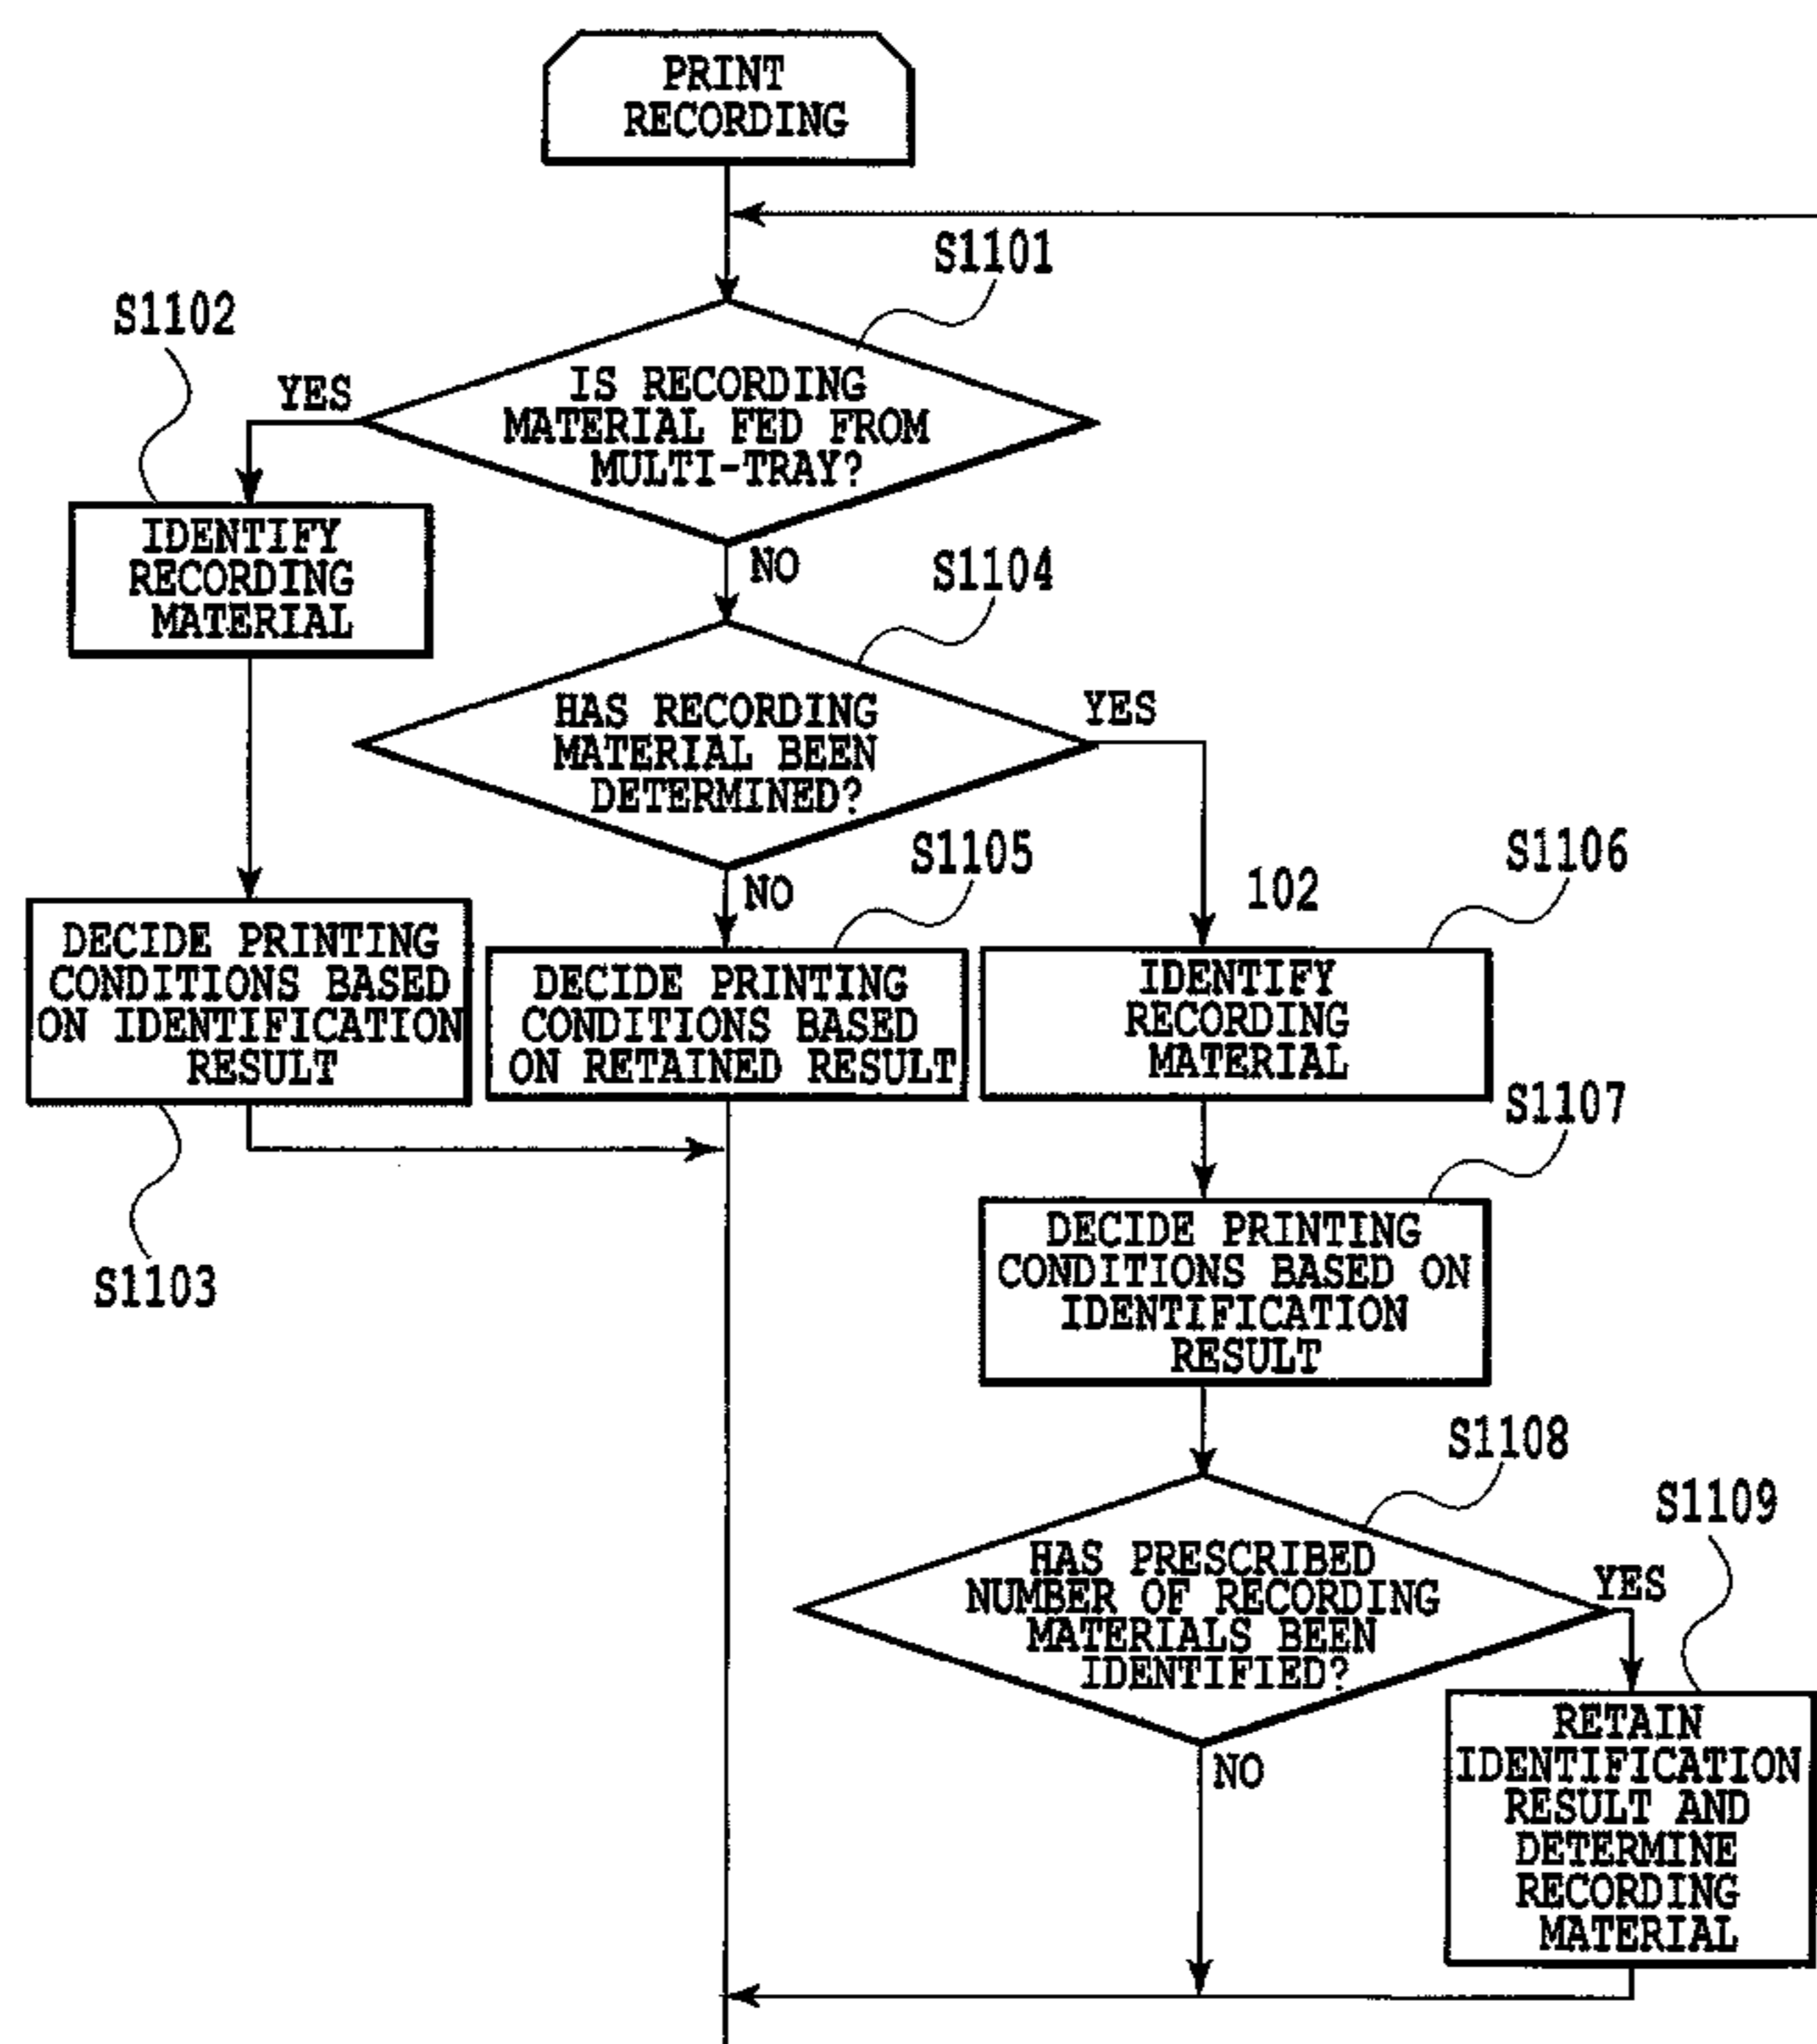 PRINT
RECORDING
S1101
S1102
YES
IS RECORDING
MATERIAL FED FROM
MULTI-TRAY?
IDENTIFY
RECORDING
MATERIAL
NO
S1104
HAS RECORDING
MATERIAL BEEN
DETERMINED?
YES
S1105
S1106
NO
102
DECIDE PRINTING
CONDITIONS BASED
ON IDENTIFICATION
RESULT
DECIDE PRINTING
CONDITIONS BASED
ON RETAINED RESULT
IDENTIFY
RECORDING
MATERIAL
S1107
S1103
DECIDE PRINTING
CONDITIONS BASED ON
IDENTIFICATION
RESULT
S1108
S1109
HAS PRESCRIBED
NUMBER OF RECORDING
MATERIALS BEEN
IDENTIFIED?
YES
NO
RETAIN
IDENTIFICATION
RESULT AND
DETERMINE
RECORDING
MATERIAL